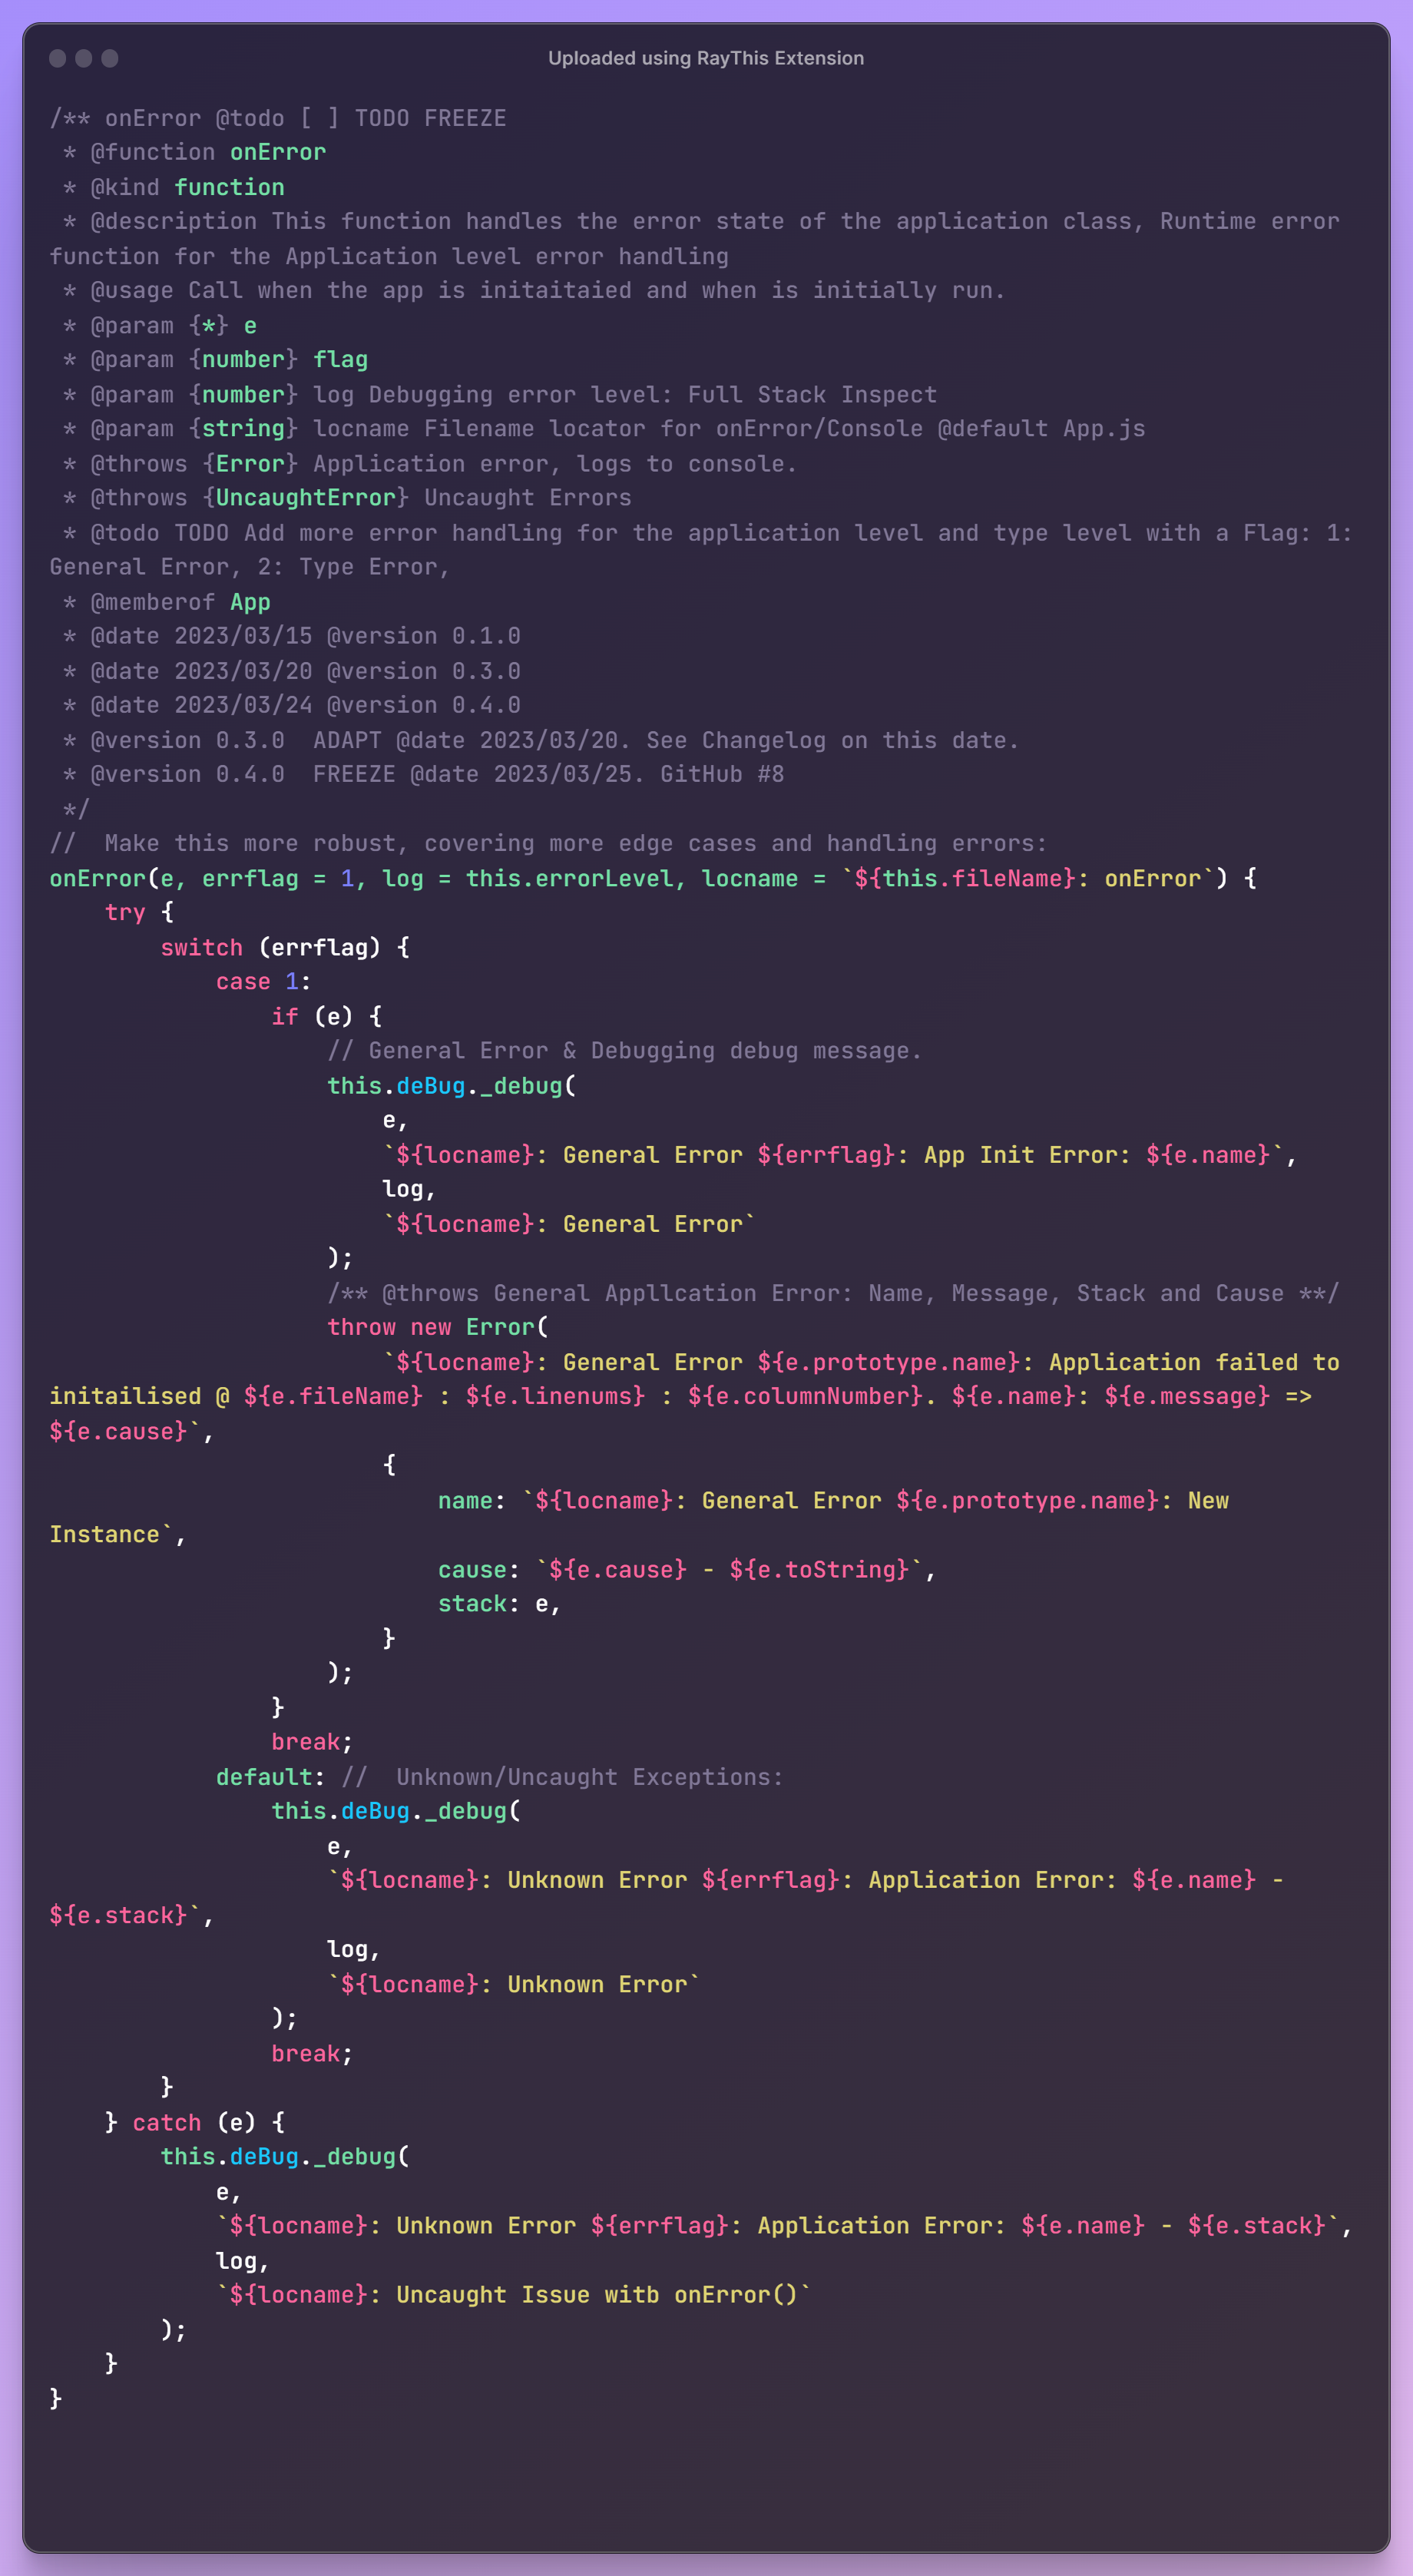 Uploaded using RayThis Extension
/** onError @todo [ ] TODO FREEZE
 * @function onError
 * @kind function
 * @description This function handles the error state of the application class, Runtime error
function for the Application level error handling
 * @usage Call when the app is initaitaied and when is initially run.
 * @param {*} e
 * @param {number} flag
 * @param {number} log Debugging error level: Full Stack Inspect
 * @param {string} locname Filename locator for onError/Console @default App.js
 * @throws {Error} Application error, logs to console.
 * @throws {UncaughtError} Uncaught Errors
 * @todo TODO Add more error handling for the application level and type level with a Flag: 1:
General Error, 2: Type Error,
 * @memberof App
 * @date 2023/03/15 @version 0.1.0
 * @date 2023/03/20 @version 0.3.0
 * @date 2023/03/24 @version 0.4.0
 * @version 0.3.0  ADAPT @date 2023/03/20. See Changelog on this date.
 * @version 0.4.0  FREEZE @date 2023/03/25. GitHub #8
 */
//  Make this more robust, covering more edge cases and handling errors:
onError(e, errflag = 1, log = this.errorLevel, locname = `${this.fileName}: onError`) {
    try {
        switch (errflag) {
            case 1:
                if (e) {
                    // General Error & Debugging debug message.
                    this.deBug._debug(
                        e,
                        `${locname}: General Error ${errflag}: App Init Error: ${e.name}`,
                        log,
                        `${locname}: General Error`
                    );
                    /** @throws General Appllcation Error: Name, Message, Stack and Cause **/
                    throw new Error(
                        `${locname}: General Error ${e.prototype.name}: Application failed to
initailised @ ${e.fileName} : ${e.linenums} : ${e.columnNumber}. ${e.name}: ${e.message} =>
${e.cause}`,
                        {
                            name: `${locname}: General Error ${e.prototype.name}: New
Instance`,
                            cause: `${e.cause} - ${e.toString}`,
                            stack: e,
                        }
                    );
                }
                break;
            default: //  Unknown/Uncaught Exceptions:
                this.deBug._debug(
                    e,
                    `${locname}: Unknown Error ${errflag}: Application Error: ${e.name} -
${e.stack}`,
                    log,
                    `${locname}: Unknown Error`
                );
                break;
        }
    } catch (e) {
        this.deBug._debug(
            e,
            `${locname}: Unknown Error ${errflag}: Application Error: ${e.name} - ${e.stack}`,
            log,
            `${locname}: Uncaught Issue witb onError()`
        );
    }
}